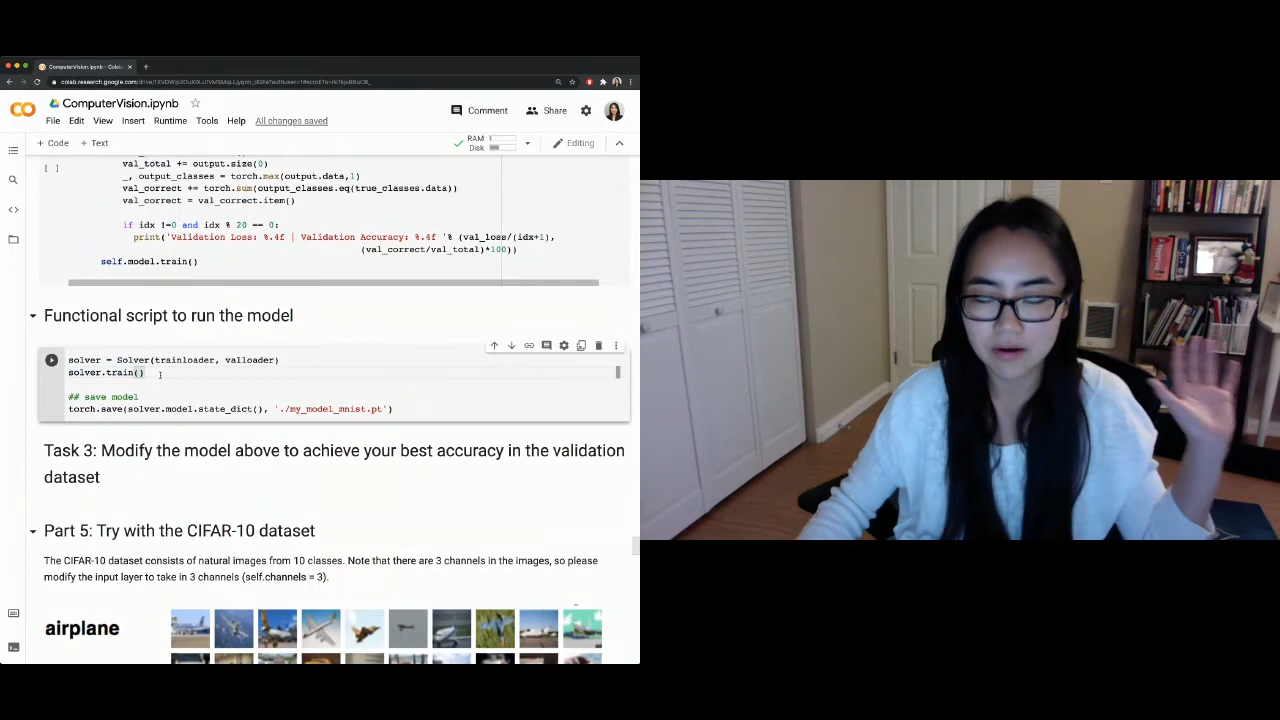 ComputerVision.ipynb - Colab
ComputerVision.ipynb
File Edit View Insert Runtime Tools Help All changes saved
Comment Share
+ Code + Text
RAM
Disk
Editing
[ ]
val_total += output.size(0)
_, output_classes = torch.max(output.data,1)
val_correct += torch.sum(output_classes.eq(true_classes.data))
val_correct = val_correct.item()
if idx !=0 and idx % 20 == 0:
print('Validation Loss: %.4f | Validation Accuracy: %.4f '% (val_loss/(idx+1),
(val_correct/val_total)*100))
self.model.train()
Functional script to run the model
solver = Solver(trainloader, valloader)
solver.train()
## save model
torch.save(solver.model.state_dict(), './my_model_mnist.pt')
Task 3: Modify the model above to achieve your best accuracy in the validation
dataset
Part 5: Try with the CIFAR-10 dataset
The CIFAR-10 dataset consists of natural images from 10 classes. Note that there are 3 channels in the images, so please
modify the input layer to take in 3 channels (self.channels = 3).
airplane